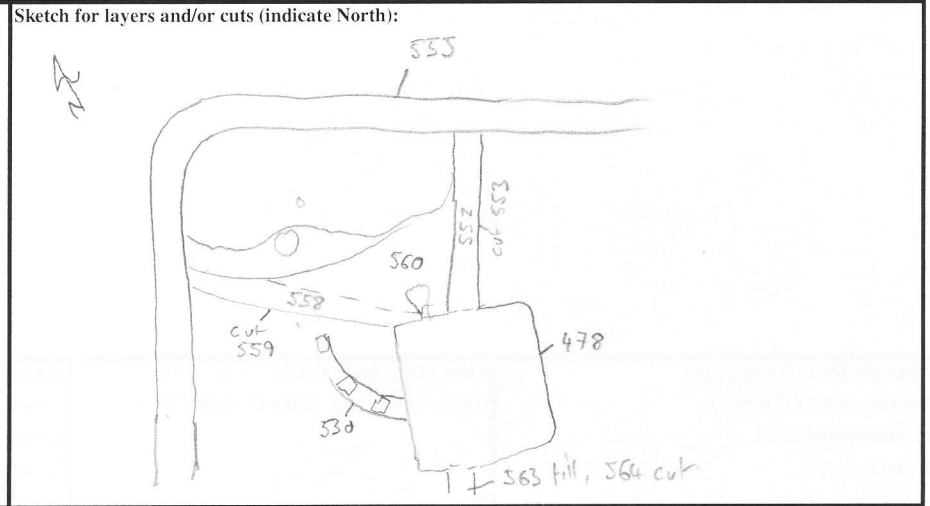 Sketch for layers and/or cuts (indicate North):
555
552
cut 553
560
558
cut
559
478
530
563 fill, 564 cut